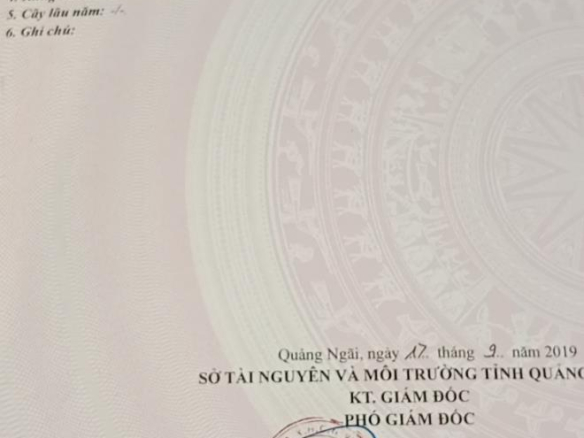 5. Cây lâu năm: -/-
6. Ghi chú:
Quảng Ngãi, ngày 17.. tháng 9.. năm 2019
SỞ TÀI NGUYÊN VÀ MÔI TRƯỜNG TỈNH QUẢNG
KT. GIÁM ĐỐC
PHÓ GIÁM ĐỐC